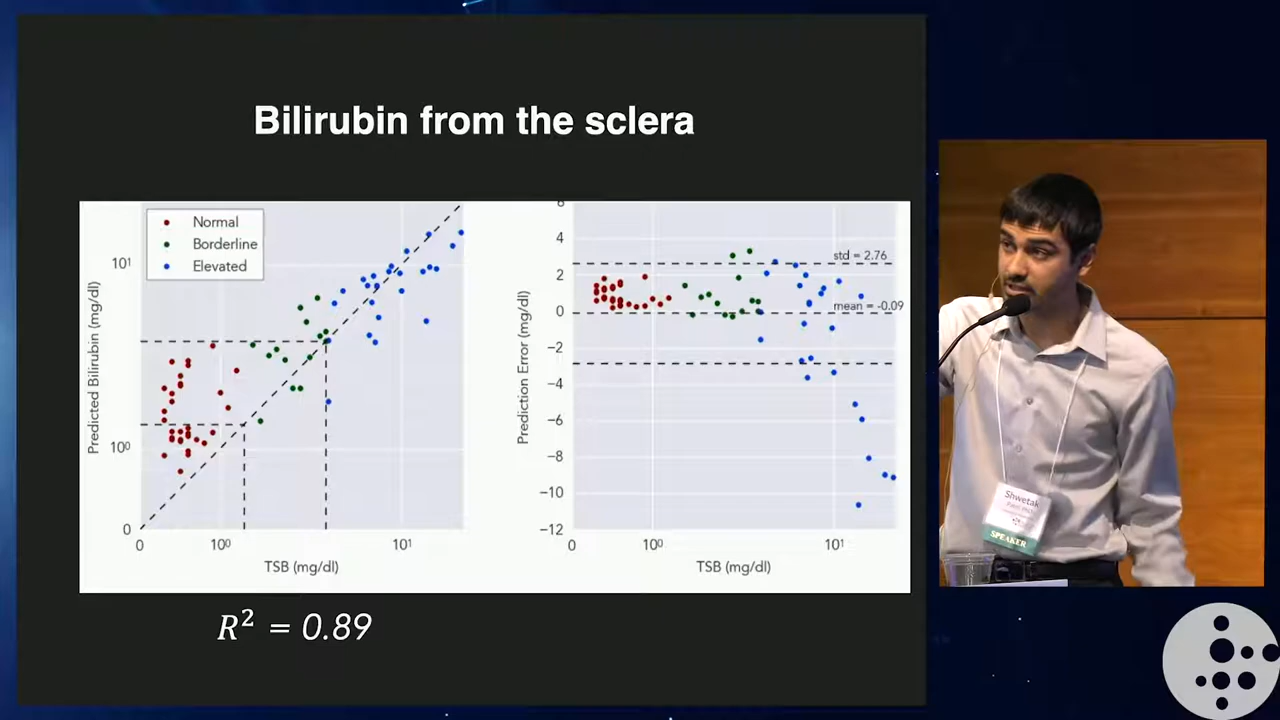 Bilirubin from the sclera
Normal
Borderline
Elevated
10¹
10⁰
0
Predicted Bilirubin (mg/dl)
0
10⁰
10¹
TSB (mg/dl)
6
4
2
0
−2
−4
−6
−8
−10
−12
Prediction Error (mg/dl)
std = 2.76
mean = -0.09
0
10⁰
10¹
TSB (mg/dl)
R² = 0.89
Shwetak
SPEAKER